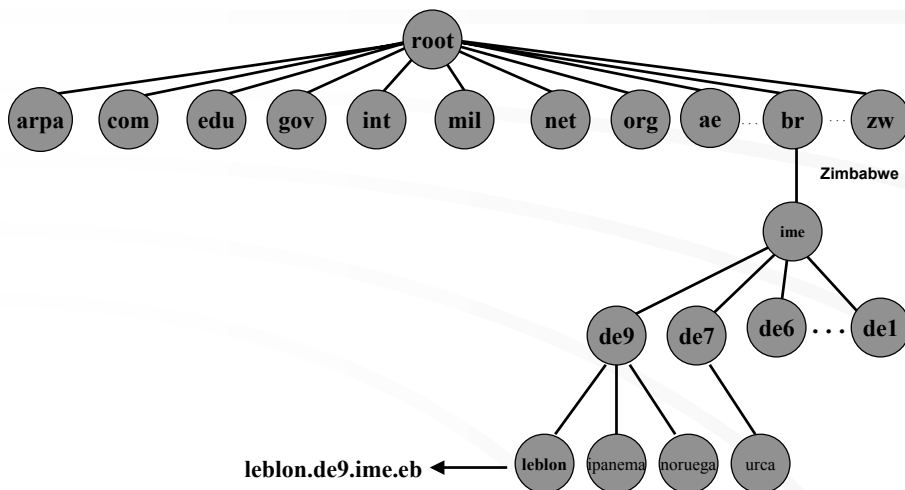 root
arpa com edu gov int mil net org ae ... br ... zw
Zimbabwe
ime
de9 de7 de6 ... de1
leblon.de9.ime.eb leblon ipanema noruega urca